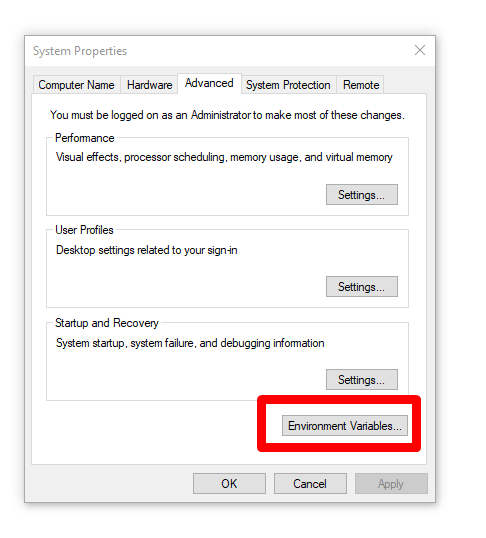 System Properties
Computer Name Hardware Advanced System Protection Remote
You must be logged on as an Administrator to make most of these changes.
Performance
Visual effects, processor scheduling, memory usage, and virtual memory
Settings...
User Profiles
Desktop settings related to your sign-in
Settings...
Startup and Recovery
System startup, system failure, and debugging information
Settings...
Environment Variables...
OK Cancel Apply